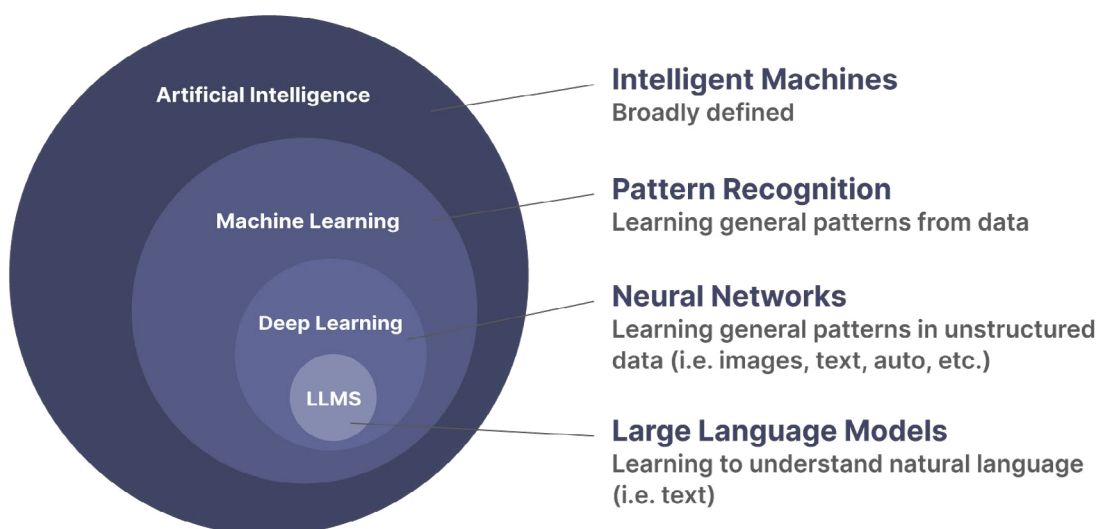 Artificial Intelligence
Machine Learning
Deep Learning
LLMS
Intelligent Machines
Broadly defined
Pattern Recognition
Learning general patterns from data
Neural Networks
Learning general patterns in unstructured
data (i.e. images, text, auto, etc.)
Large Language Models
Learning to understand natural language
(i.e. text)